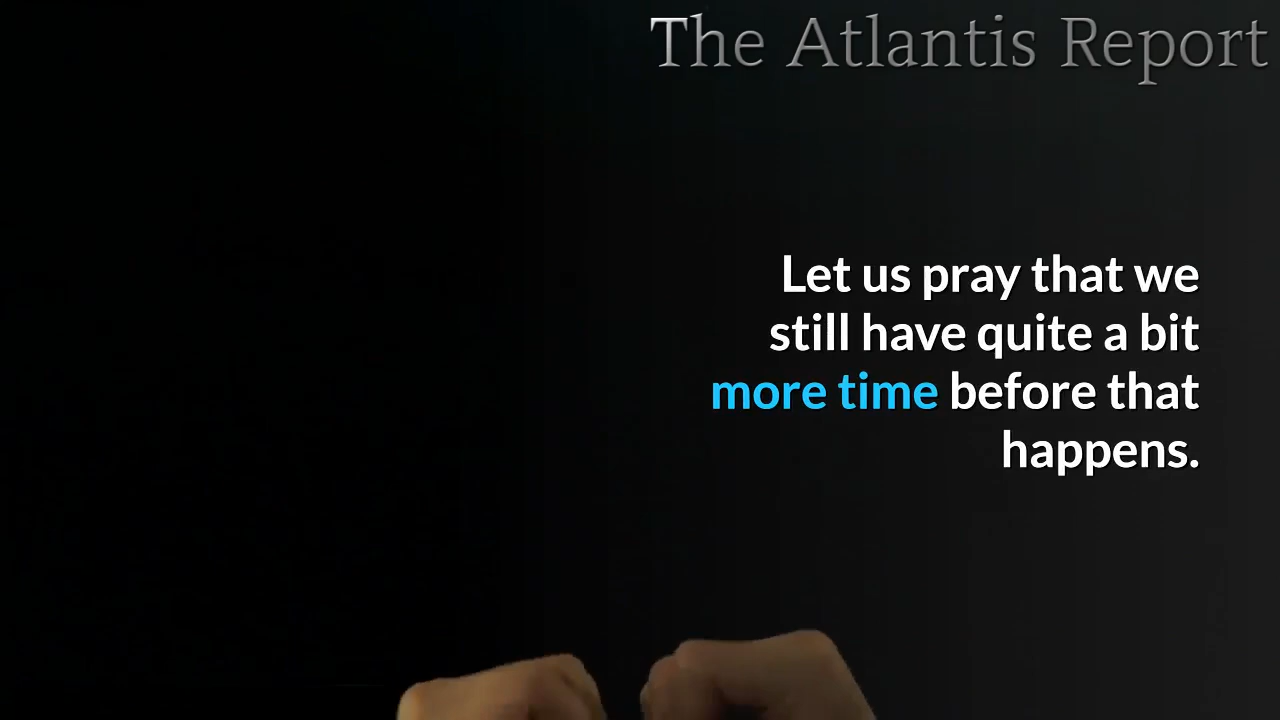 The Atlantis Report
Let us pray that we
still have quite a bit
more time before that
happens.